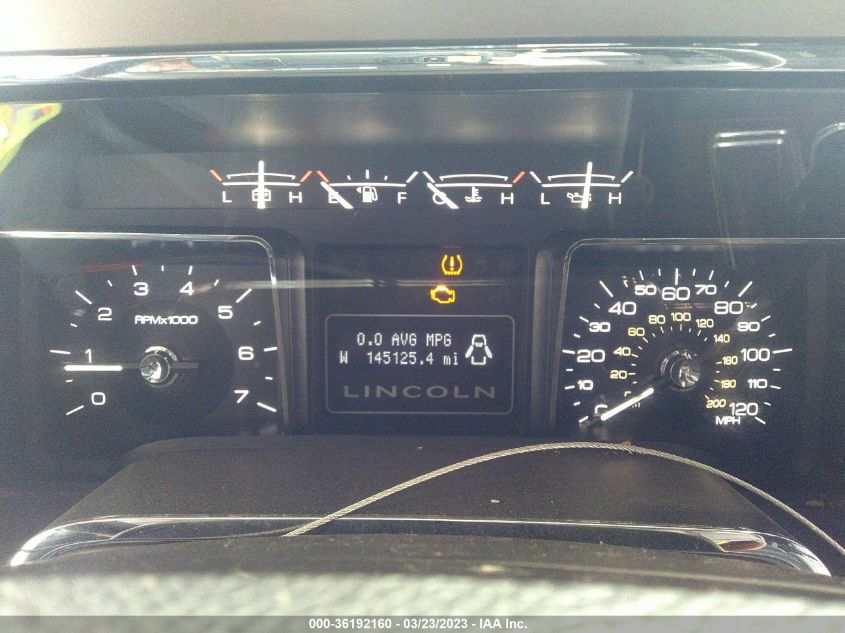 L H E F C H L H
0 1 2 3 4 5 6 7
RPMx1000
0.0 AVG MPG
W 145125.4 mi
LINCOLN
0 10 20 30 40 50 60 70 80 90 100 110 120
20 40 60 80 100 120 140 160 180 200
MPH
000-36192160 - 03/23/2023 - IAA Inc.